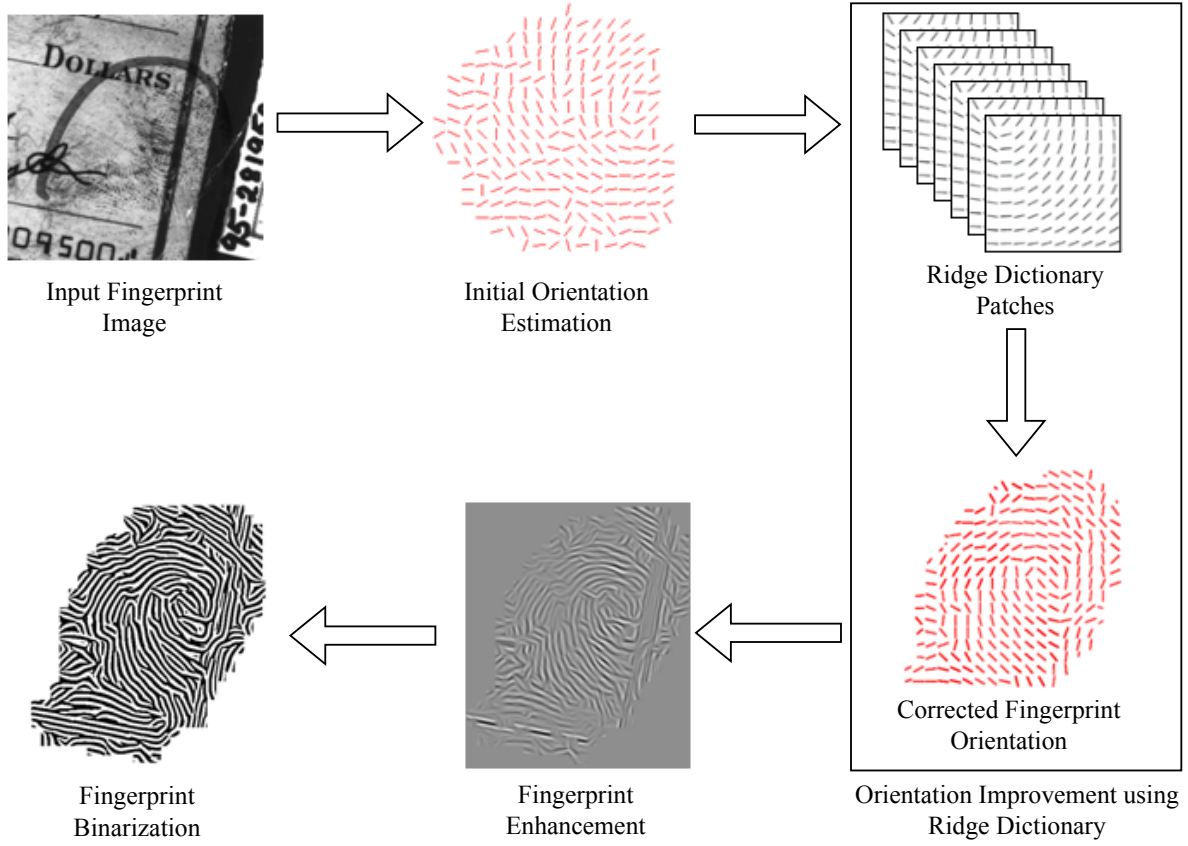 DOLLARS
09500
95-28195
Input Fingerprint
Image
Initial Orientation
Estimation
Ridge Dictionary
Patches
Corrected Fingerprint
Orientation
Orientation Improvement using
Ridge Dictionary
Fingerprint
Enhancement
Fingerprint
Binarization